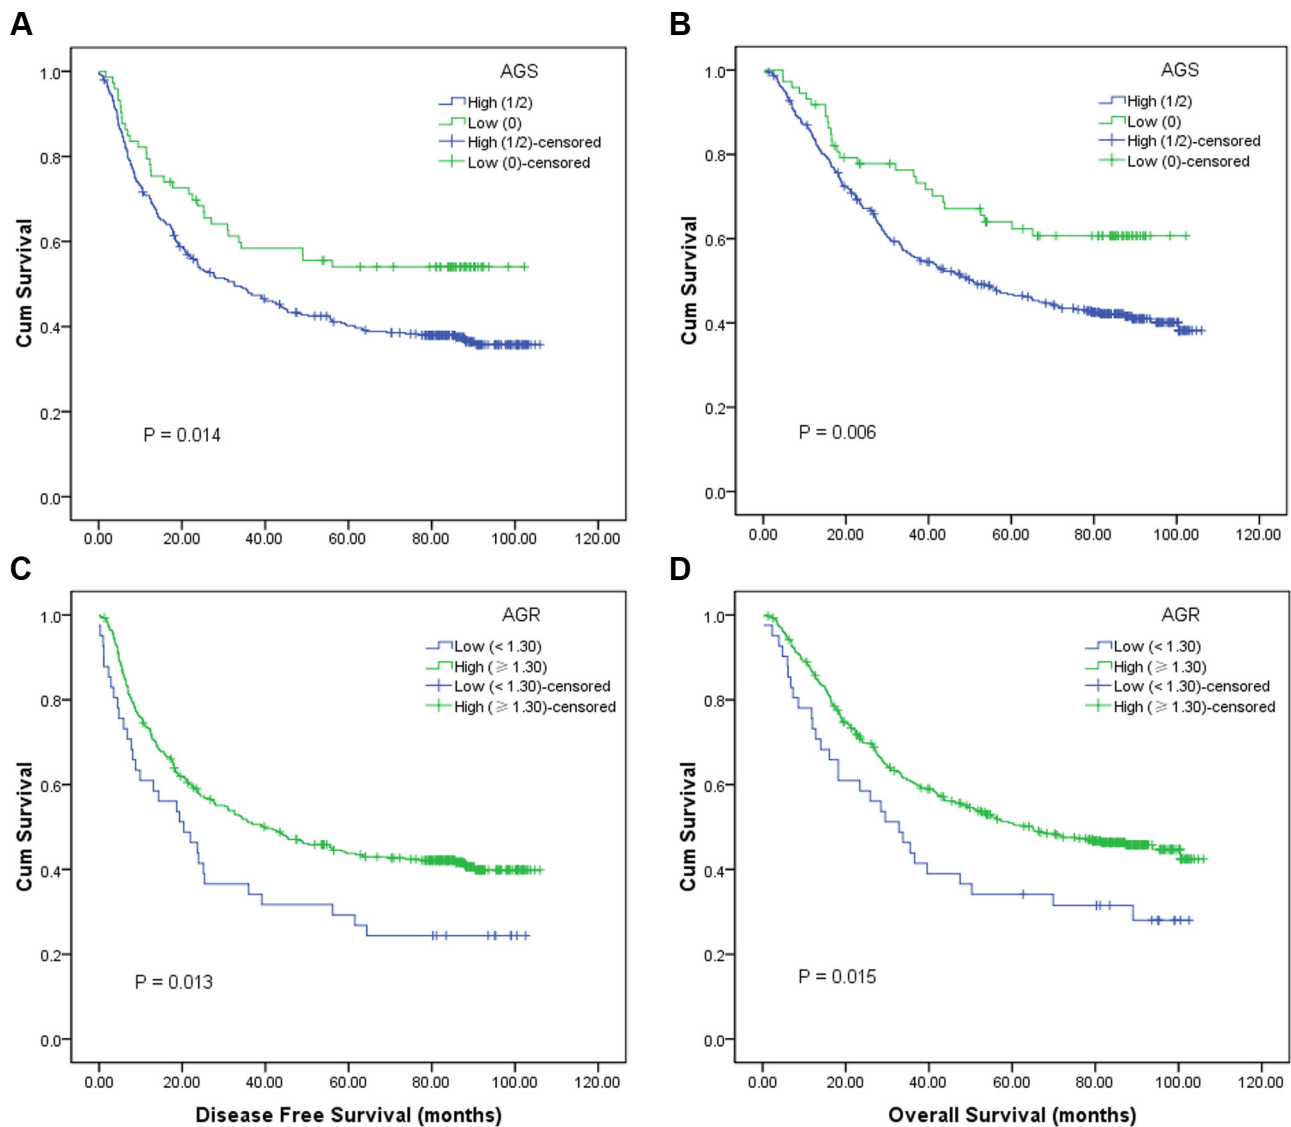 A
AGS
High (1/2)
Low (0)
High (1/2)-censored
Low (0)-censored
Cum Survival
1.0
0.8
0.6
0.4
0.2
0.0
P = 0.014
0.00 20.00 40.00 60.00 80.00 100.00 120.00
B
AGS
High (1/2)
Low (0)
High (1/2)-censored
Low (0)-censored
Cum Survival
1.0
0.8
0.6
0.4
0.2
0.0
P = 0.006
0.00 20.00 40.00 60.00 80.00 100.00 120.00
C
AGR
Low (< 1.30)
High (≥ 1.30)
Low (< 1.30)-censored
High (≥ 1.30)-censored
Cum Survival
1.0
0.8
0.6
0.4
0.2
0.0
P = 0.013
0.00 20.00 40.00 60.00 80.00 100.00 120.00
Disease Free Survival (months)
D
AGR
Low (< 1.30)
High (≥ 1.30)
Low (< 1.30)-censored
High (≥ 1.30)-censored
Cum Survival
1.0
0.8
0.6
0.4
0.2
0.0
P = 0.015
0.00 20.00 40.00 60.00 80.00 100.00 120.00
Overall Survival (months)